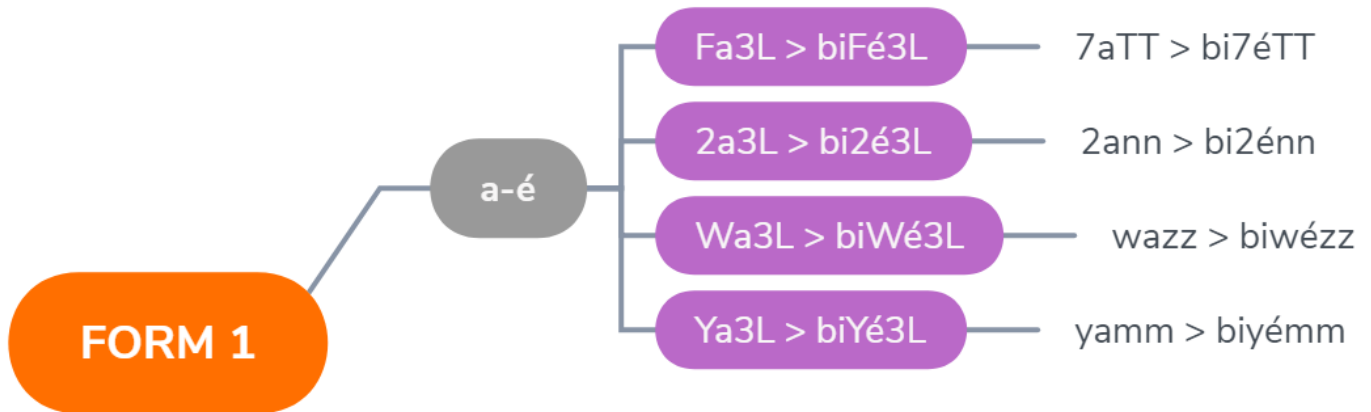 FORM 1
a-é
Fa3L > biFé3L
7aTT > bi7éTT
2a3L > bi2é3L
2ann > bi2énn
Wa3L > biWé3L
wazz > biwézz
Ya3L > biYé3L
yamm > biyémm